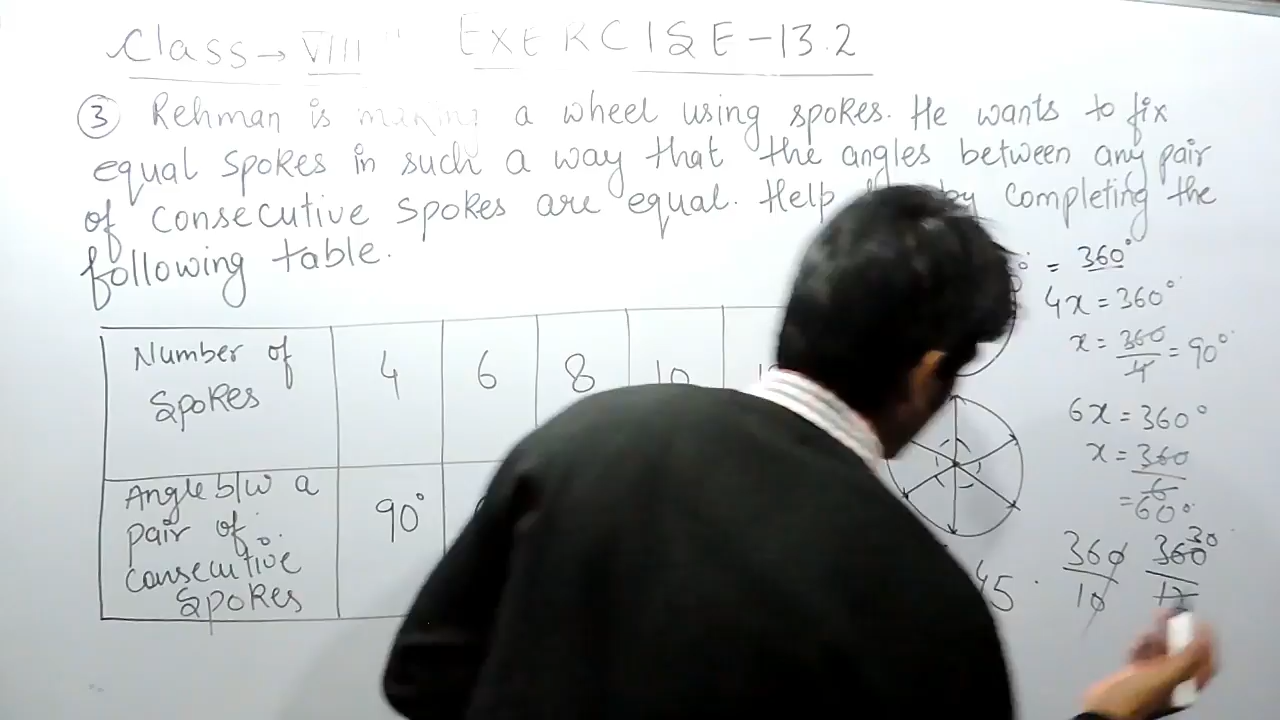 Class → VIII EXERCISE - 13.2
③ Rehman is making a wheel using spokes. He wants to fix
equal spokes in such a way that the angles between any pair
of consecutive spokes are equal. Help by completing the
following table.
= 360°
4x = 360°
x = 360/4 = 90°
Number of Spokes 4 6 8 10
6x = 360°
x = 360/6
= 60°
Angle b/w a
pair of
consecutive
Spokes
90°
45
360/10
360/12 30